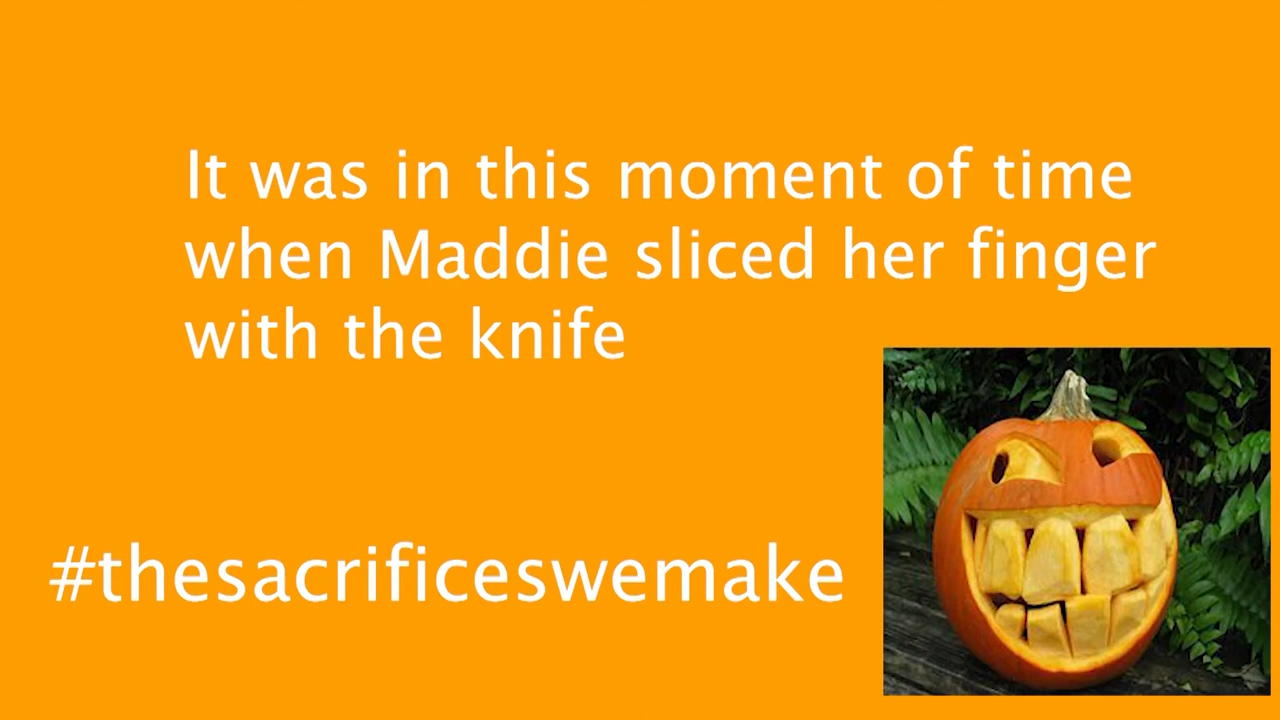 It was in this moment of time
when Maddie sliced her finger
with the knife
#thesacrificeswemake